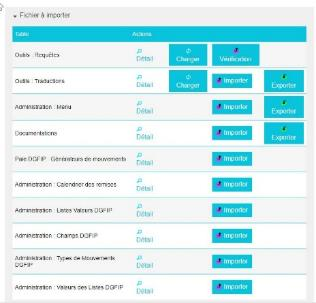 Fichier à importer
Table Actions
Outils : Requêtes Détail Changer Vérification
Outils : Traductions Détail Changer Importer Exporter
Administration : Menu Détail Importer Exporter
Documentations Détail Importer Exporter
Paie DGFIP : Générateurs de mouvements Détail Importer
Administration : Calendrier des remises Détail Importer
Administration : Listes Valeurs DGFIP Détail Importer
Administration : Champs DGFIP Détail Importer
Administration : Types de Mouvements
DGFIP Détail Importer
Administration : Valeurs des Listes DGFIP Détail Importer